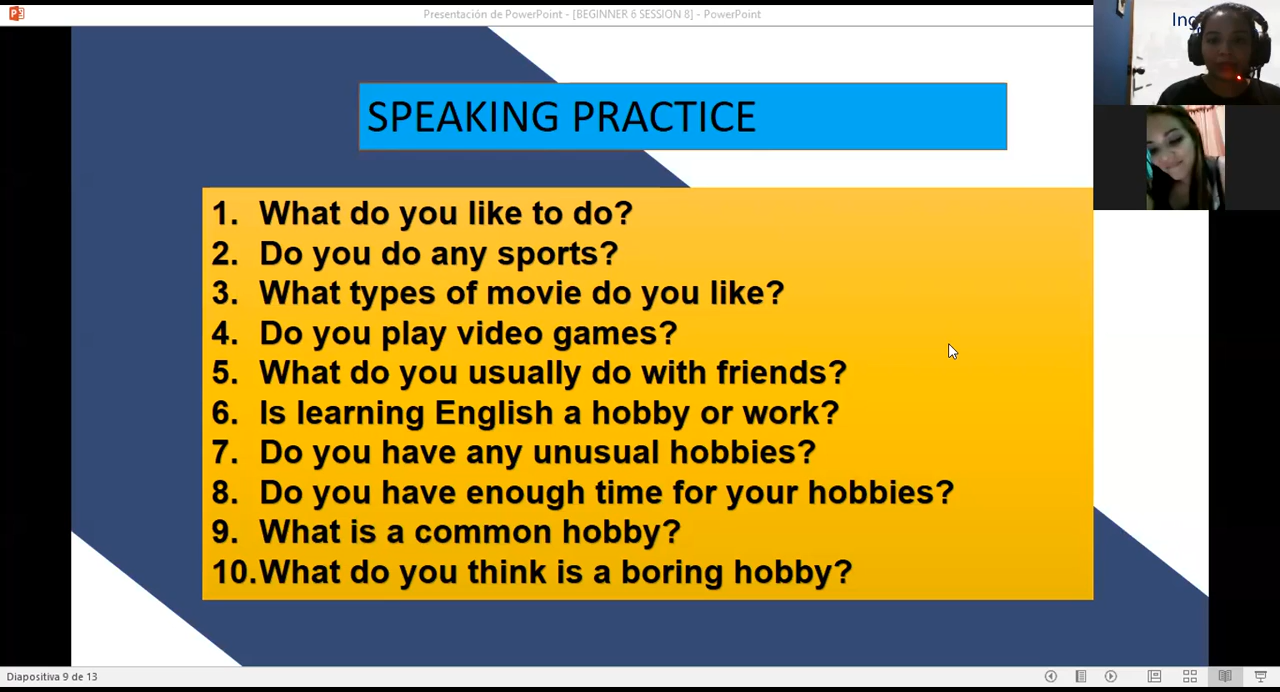 Presentación de PowerPoint - [BEGINNER 6 SESSION 8] - PowerPoint
SPEAKING PRACTICE
1. What do you like to do?
2. Do you do any sports?
3. What types of movie do you like?
4. Do you play video games?
5. What do you usually do with friends?
6. Is learning English a hobby or work?
7. Do you have any unusual hobbies?
8. Do you have enough time for your hobbies?
9. What is a common hobby?
10.What do you think is a boring hobby?
Diapositiva 9 de 13